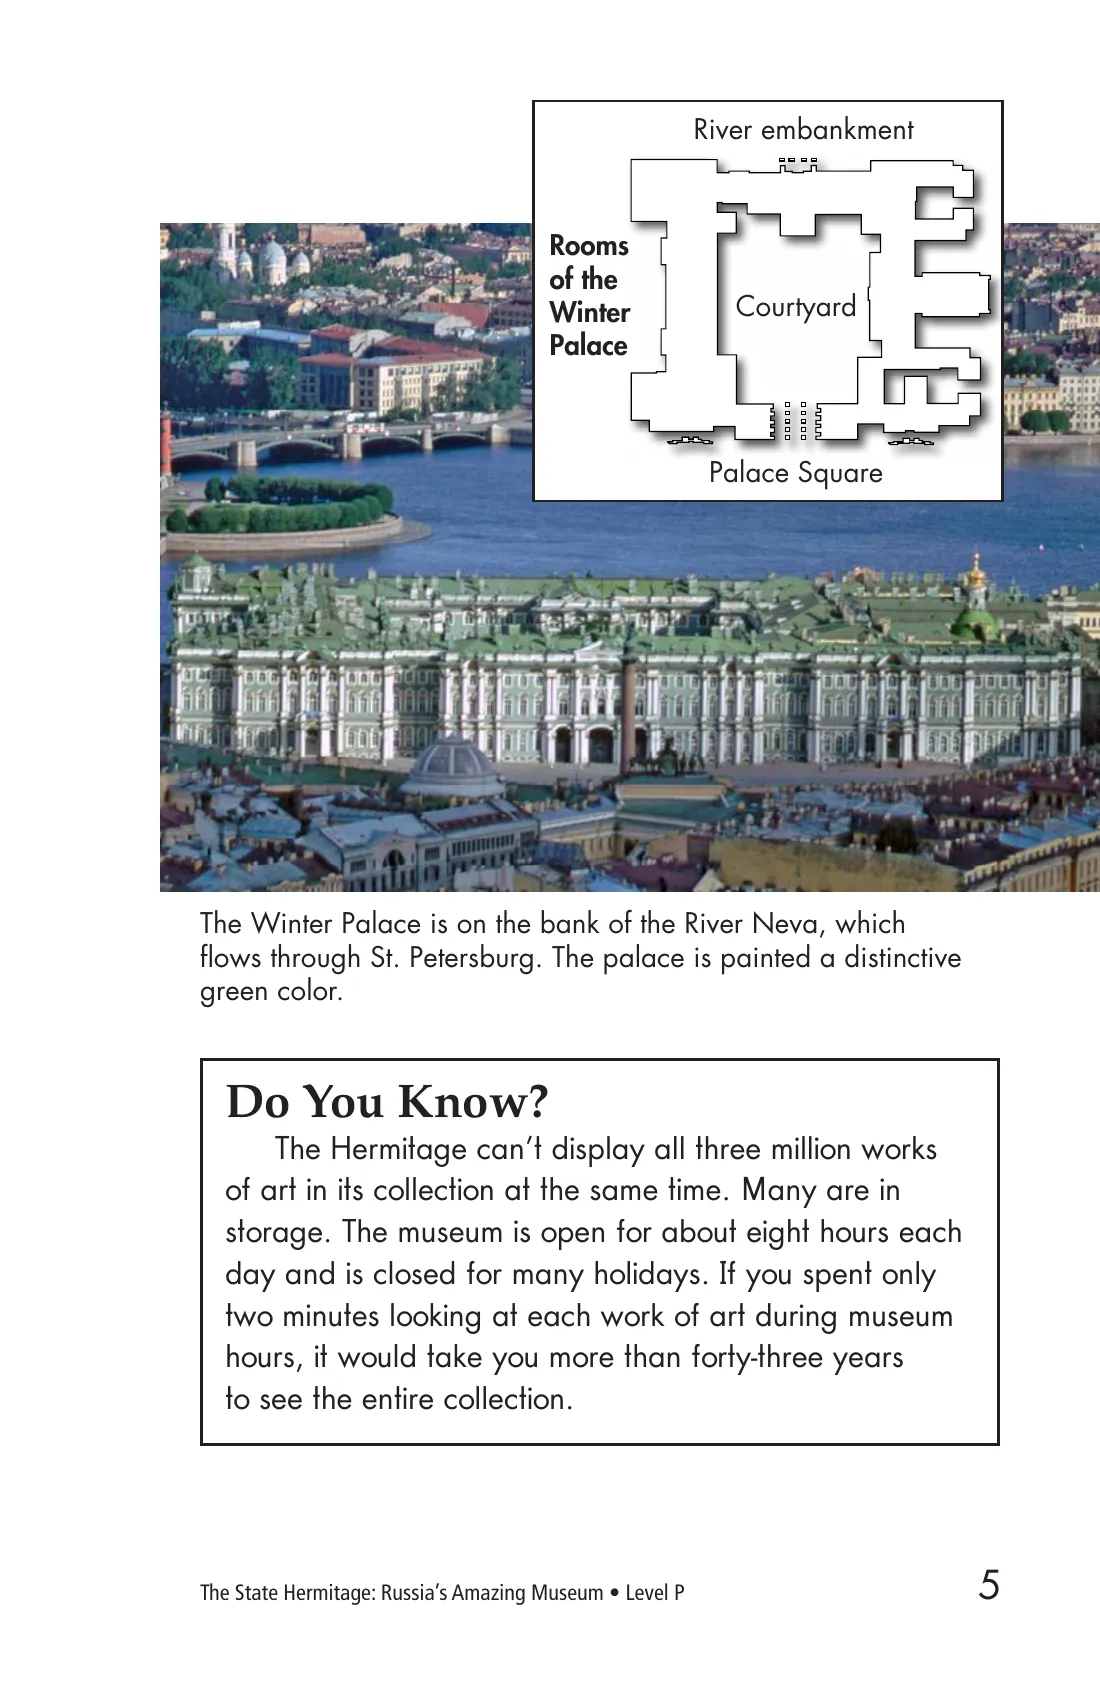 River embankment
Rooms
of the
Winter
Palace
Courtyard
Palace Square
The Winter Palace is on the bank of the River Neva, which
flows through St. Petersburg. The palace is painted a distinctive
green color.
Do You Know?
The Hermitage can’t display all three million works
of art in its collection at the same time. Many are in
storage. The museum is open for about eight hours each
day and is closed for many holidays. If you spent only
two minutes looking at each work of art during museum
hours, it would take you more than forty-three years
to see the entire collection.
The State Hermitage: Russia’s Amazing Museum • Level P
5